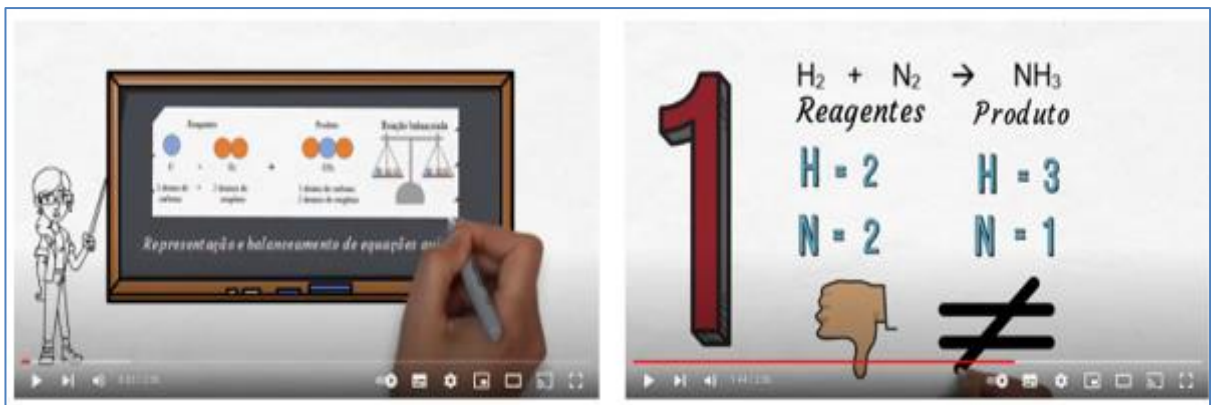 Reagentes Produto Reação balanceada
+ →
Representação e balanceamento de equações
1
H₂ + N₂ → NH₃
Reagentes Produto
H = 2 H = 3
N = 2 N = 1
≠